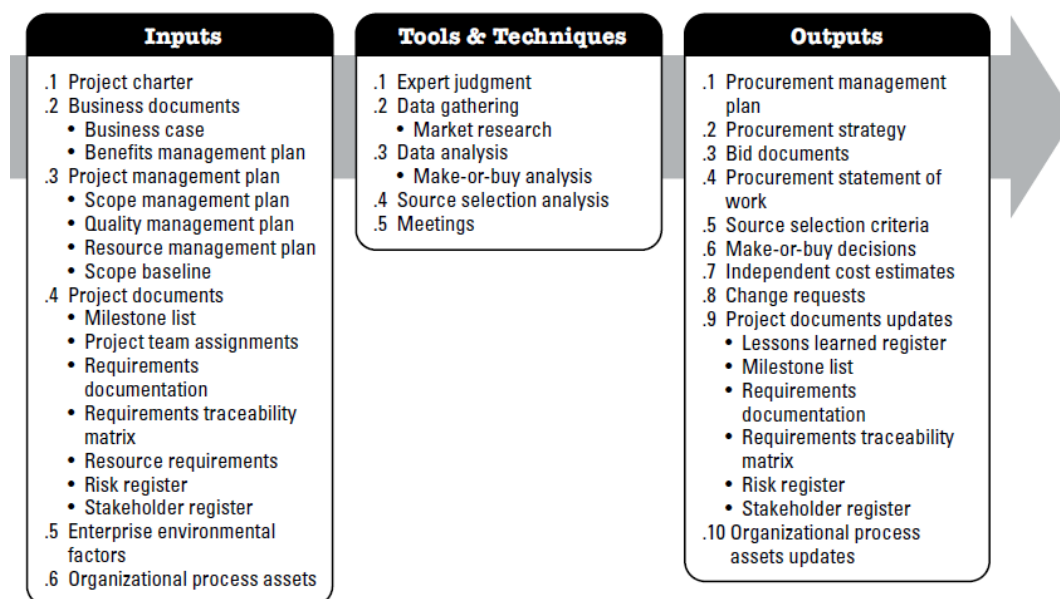 Inputs
.1 Project charter
.2 Business documents
• Business case
• Benefits management plan
.3 Project management plan
• Scope management plan
• Quality management plan
• Resource management plan
• Scope baseline
.4 Project documents
• Milestone list
• Project team assignments
• Requirements
documentation
• Requirements traceability
matrix
• Resource requirements
• Risk register
• Stakeholder register
.5 Enterprise environmental
factors
.6 Organizational process assets
Tools & Techniques
.1 Expert judgment
.2 Data gathering
• Market research
.3 Data analysis
• Make-or-buy analysis
.4 Source selection analysis
.5 Meetings
Outputs
.1 Procurement management
plan
.2 Procurement strategy
.3 Bid documents
.4 Procurement statement of
work
.5 Source selection criteria
.6 Make-or-buy decisions
.7 Independent cost estimates
.8 Change requests
.9 Project documents updates
• Lessons learned register
• Milestone list
• Requirements
documentation
• Requirements traceability
matrix
• Risk register
• Stakeholder register
.10 Organizational process
assets updates